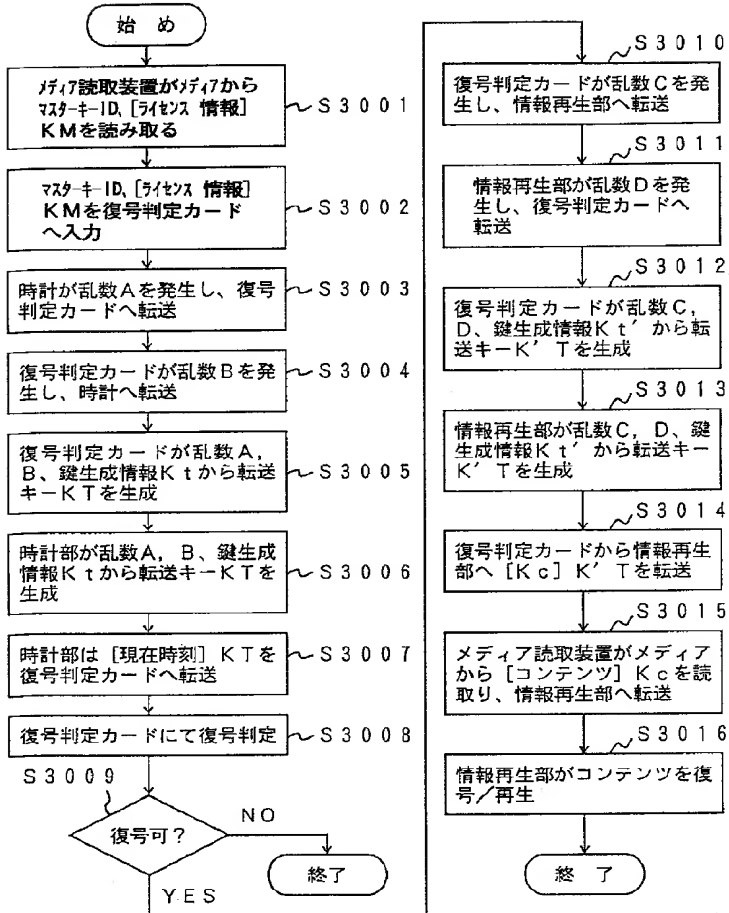 始め
メディア読取装置がメディアから
マスターキーID、[ライセンス 情報]
KMを読み取る
S3001
マスターキーID、[ライセンス 情報]
KMを復号判定カード
へ入力
S3002
時計が乱数Aを発生し、復号
判定カードへ転送
S3003
復号判定カードが乱数Bを発
生し、時計へ転送
S3004
復号判定カードが乱数A,
B、鍵生成情報Ktから転送
キーKTを生成
S3005
時計部が乱数A, B、鍵生成
情報Ktから転送キーKTを
生成
S3006
時計部は[現在時刻]KTを
復号判定カードへ転送
S3007
復号判定カードにて復号判定
S3008
S3009
復号可?
NO
終了
YES
S3010
復号判定カードが乱数Cを発
生し、情報再生部へ転送
S3011
情報再生部が乱数Dを発
生し、復号判定カードへ
転送
S3012
復号判定カードが乱数C,
D、鍵生成情報Kt′から転
送キーK′Tを生成
S3013
情報再生部が乱数C, D、鍵
生成情報Kt′から転送キー
K′Tを生成
S3014
復号判定カードから情報再生
部へ[Kc]K′Tを転送
S3015
メディア読取装置がメディア
から[コンテンツ]Kcを読
取り、情報再生部へ転送
S3016
情報再生部がコンテンツを復
号/再生
終了